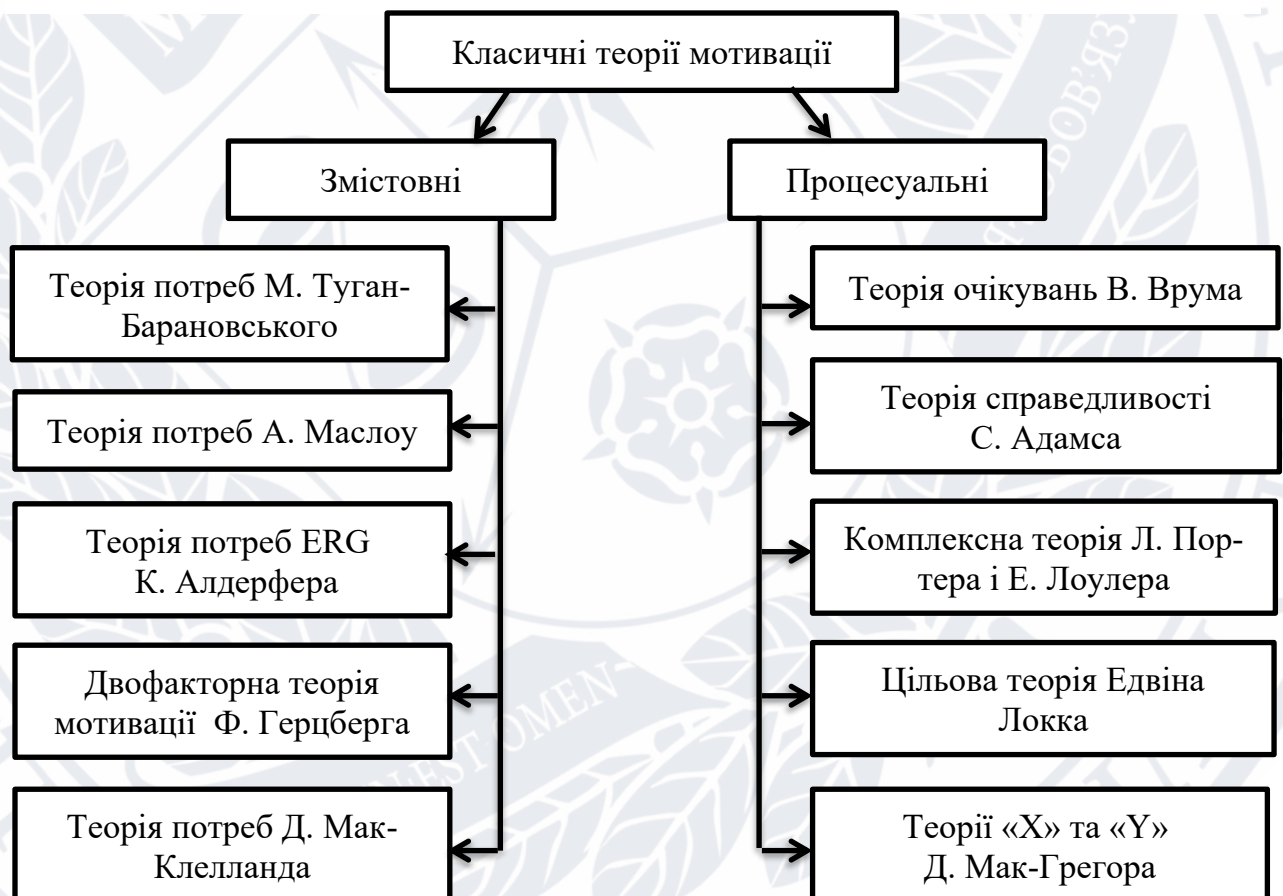 Класичні теорії мотивації
Змістовні
Процесуальні
Теорія потреб М. Туган-
Барановського
Теорія потреб А. Маслоу
Теорія потреб ERG
К. Алдерфера
Двофакторна теорія
мотивації Ф. Герцберга
Теорія потреб Д. Мак-
Клелланда
Теорія очікувань В. Врума
Теорія справедливості
С. Адамса
Комплексна теорія Л. Пор-
тера і Е. Лоулера
Цільова теорія Едвіна
Локка
Теорії «X» та «Y»
Д. Мак-Грегора